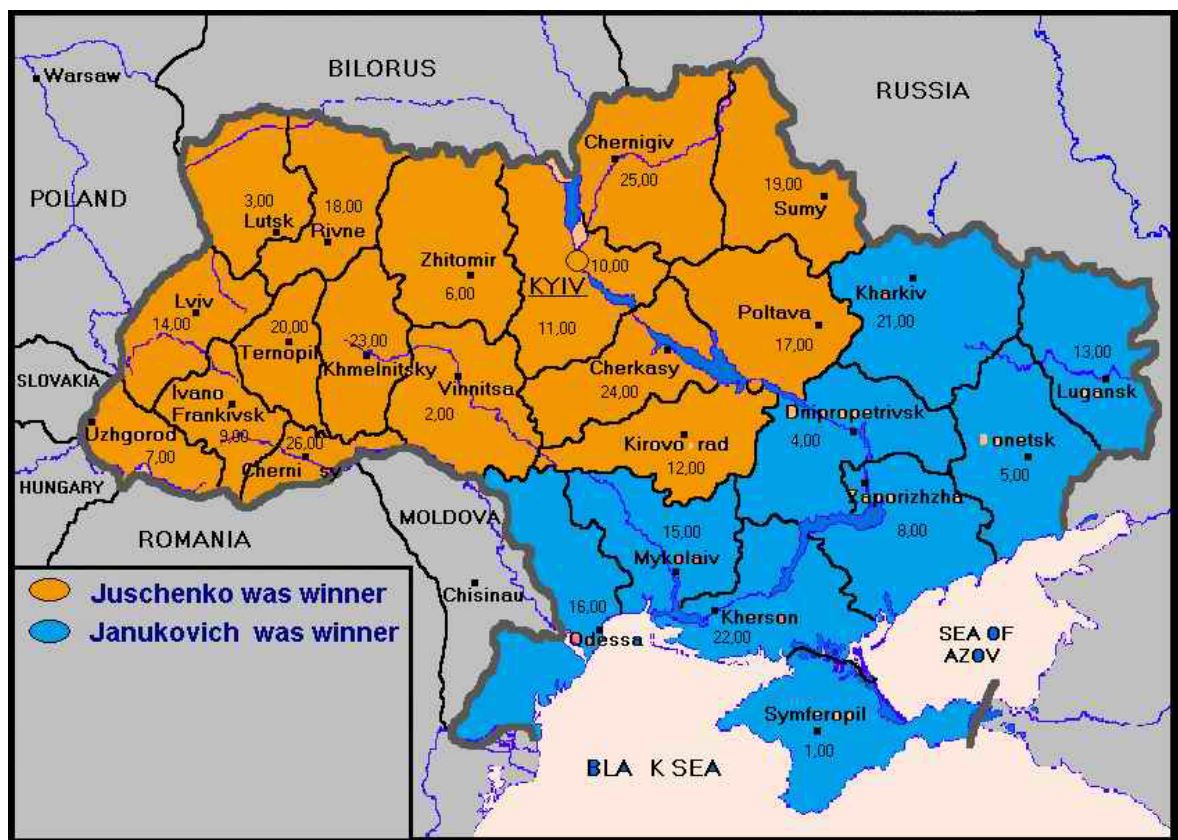 BILORUS
RUSSIA
Warsaw
POLAND
Chernigiv
25,00
19,00
Sumy
3,00
Lutsk
18,00
Rivne
Zhitomir
6,00
KYIV
10,00
11,00
Kharkiv
21,00
Lviv
14,00
20,00
Ternopil
23,00
Khmelnitsky
Poltava
17,00
13,00
Lugansk
SLOVAKIA
Ivano
Frankivsk
9,00
Vinnitsa
2,00
Cherkasy
24,00
Dnipropetrivsk
4,00
Uzhgorod
7,00
26,00
Cherni sy
Kirovo rad
12,00
Donetsk
5,00
HUNGARY
Zaporizhzha
8,00
MOLDOVA
ROMANIA
15,00
Mykolaiv
Chisinau
16,00
Odessa
Kherson
22,00
SEA OF
AZOV
Juschenko was winner
Janukovich was winner
Symferopil
1,00
BLA K SEA